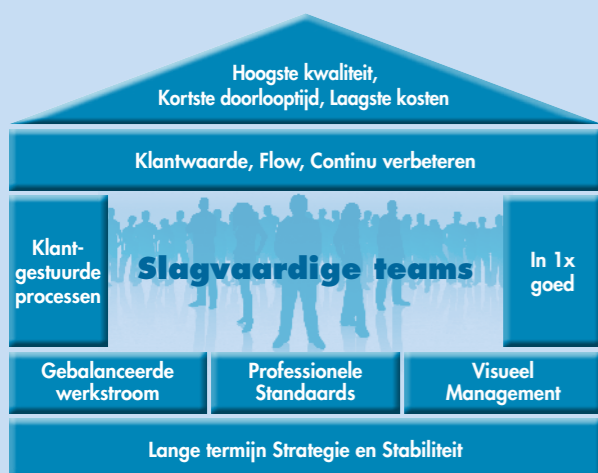 Hoogste kwaliteit,
Kortste doorlooptijd, Laagste kosten
Klantwaarde, Flow, Continu verbeteren
Klant-
gestuurde
processen
Slagvaardige teams
In 1x
goed
Gebalanceerde
werkstroom
Professionele
Standaards
Visueel
Management
Lange termijn Strategie en Stabiliteit